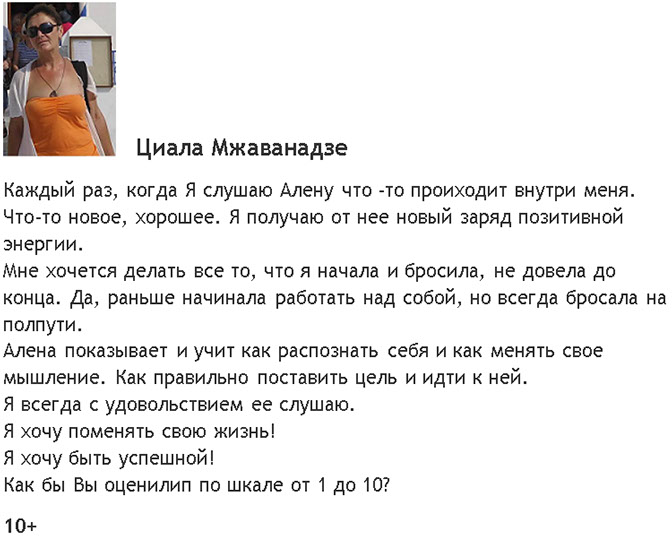 Циала Мжаванадзе
Каждый раз, когда Я слушаю Алену что -то проиходит внутри меня.
Что-то новое, хорошее. Я получаю от нее новый заряд позитивной
энергии.
Мне хочется делать все то, что я начала и бросила, не довела до
конца. Да, раньше начинала работать над собой, но всегда бросала на
полпути.
Алена показывает и учит как распознать себя и как менять свое
мышление. Как правильно поставить цель и идти к ней.
Я всегда с удовольствием ее слушаю.
Я хочу поменять свою жизнь!
Я хочу быть успешной!
Как бы Вы оценилип по шкале от 1 до 10?
10+